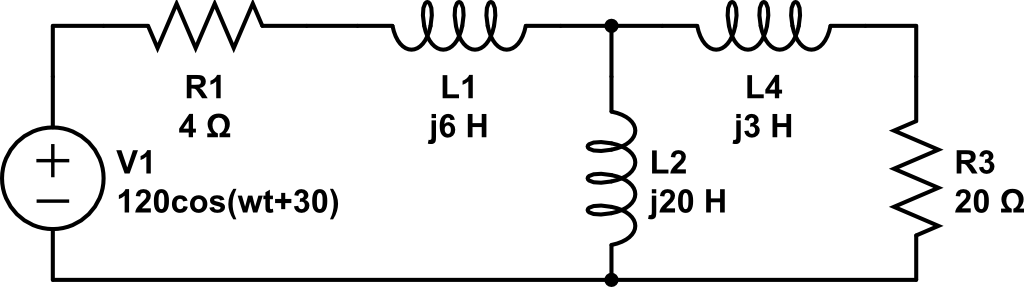 R1
4 Ω
L1
j6 H
L4
j3 H
V1
120cos(wt+30)
L2
j20 H
R3
20 Ω